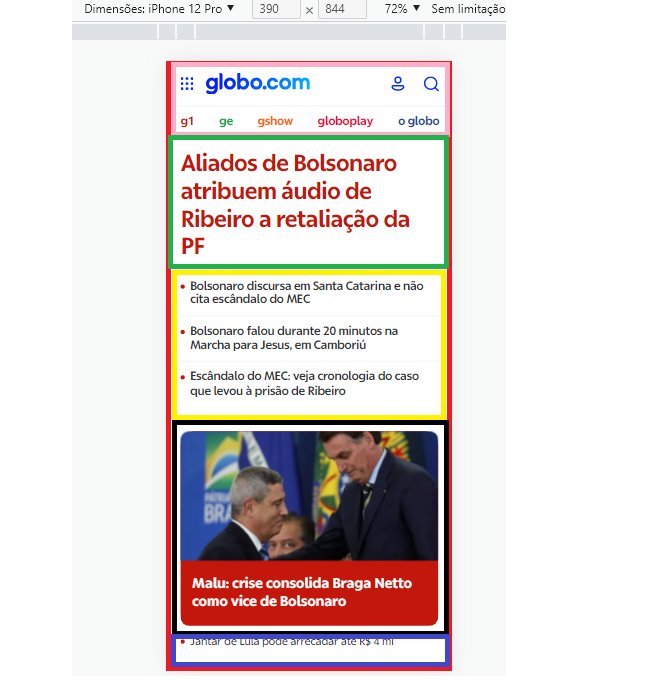 Dimensões: iPhone 12 Pro ▼ 390 × 844 72% ▼ Sem limitação
globo.com
g1 ge gshow globoplay o globo
Aliados de Bolsonaro
atribuem áudio de
Ribeiro a retaliação da
PF
• Bolsonaro discursa em Santa Catarina e não
cita escândalo do MEC
• Bolsonaro falou durante 20 minutos na
Marcha para Jesus, em Camboriú
• Escândalo do MEC: veja cronologia do caso
que levou à prisão de Ribeiro
PÁTRIA
BRA
Malu: crise consolida Braga Netto
como vice de Bolsonaro
• Jantar de Lula pode arrecadar até R$ 4 mi